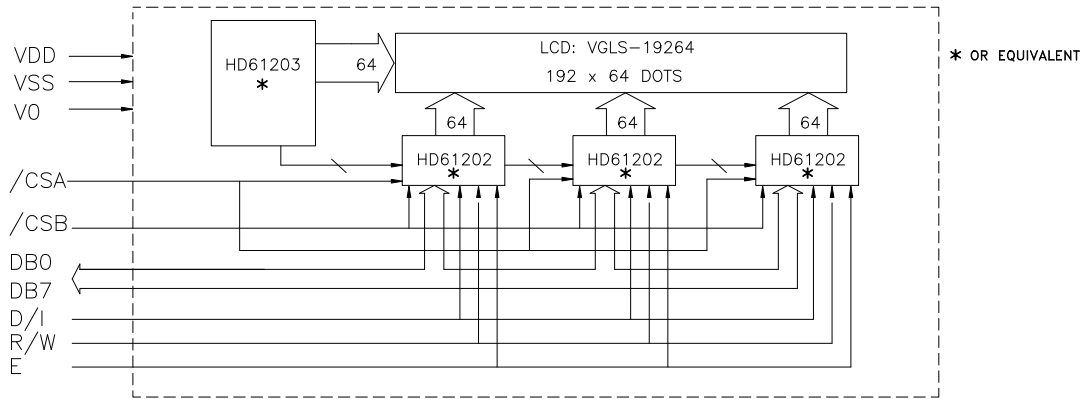 VDD
VSS
V0
/CSA
/CSB
DB0
DB7
D/I
R/W
E
HD61203
*
64
LCD: VGLS-19264
192 x 64 DOTS
64
64
64
HD61202
*
HD61202
*
HD61202
*
* OR EQUIVALENT